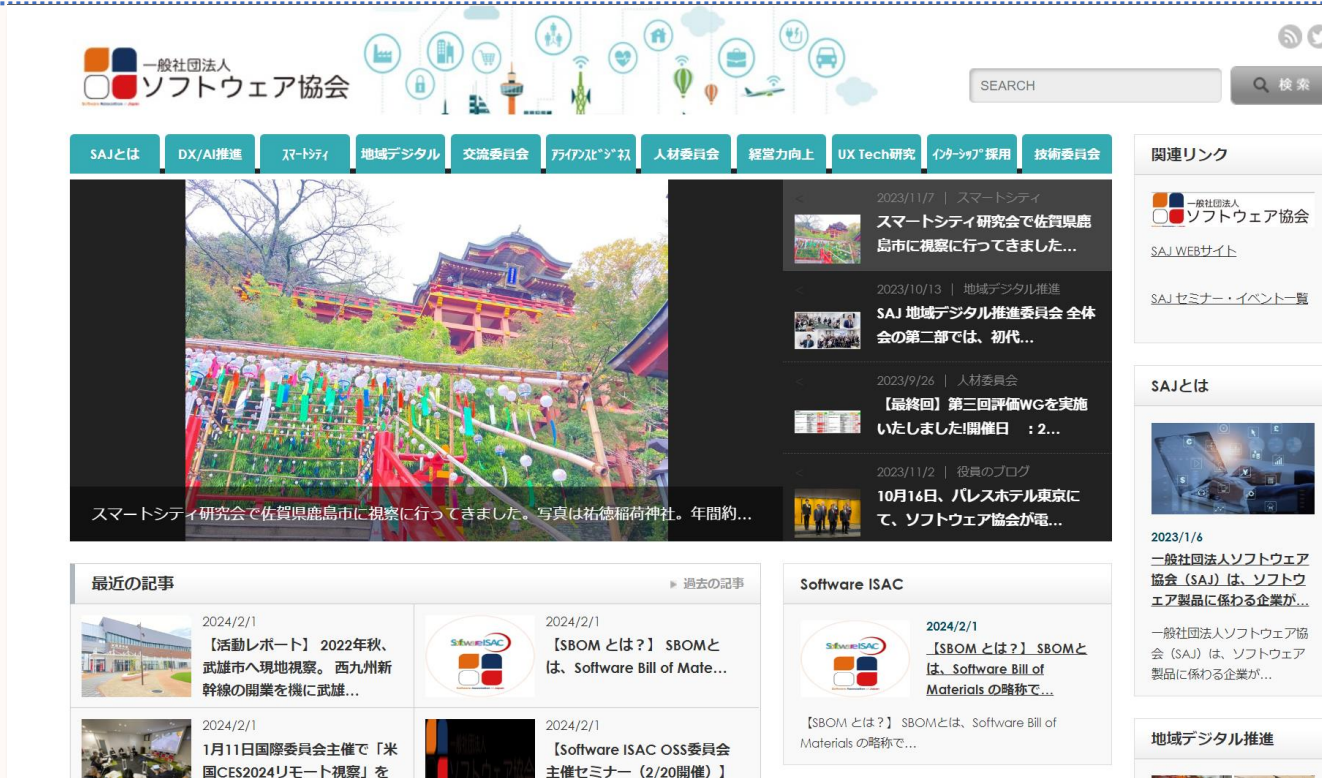 一般社団法人
ソフトウェア協会
SEARCH
検索
SAJとは
DX/AI推進
スマートシティ
地域デジタル
交流委員会
アライアンスビジネス
人材委員会
経営力向上
UX Tech研究
インターンシップ採用
技術委員会
2023/11/7 | スマートシティ
スマートシティ研究会で佐賀県鹿
島市に視察に行ってきました…
2023/10/13 | 地域デジタル推進
SAJ 地域デジタル推進委員会 全体
会の第二部では、初代…
2023/9/26 | 人材委員会
【最終回】第三回評価WGを実施
いたしました!開催日 :2…
2023/11/2 | 役員のブログ
10月16日、パレスホテル東京に
て、ソフトウェア協会が電…
スマートシティ研究会で佐賀県鹿島市に視察に行ってきました。写真は祐徳稲荷神社。年間約…
関連リンク
一般社団法人
ソフトウェア協会
SAJ WEBサイト
SAJ セミナー・イベント一覧
SAJとは
2023/1/6
一般社団法人ソフトウェア
協会(SAJ)は、ソフトウ
ェア製品に係わる企業が…
一般社団法人ソフトウェア協
会(SAJ)は、ソフトウェア
製品に係わる企業が…
地域デジタル推進
最近の記事
過去の記事
2024/2/1
【活動レポート】 2022年秋、
武雄市へ現地視察。 西九州新
幹線の開業を機に武雄…
2024/2/1
【SBOM とは?】 SBOMと
は、Software Bill of Mate…
2024/2/1
1月11日国際委員会主催で「米
国CES2024リモート視察」を
2024/2/1
【Software ISAC OSS委員会
主催セミナー(2/20開催)】
Software ISAC
SoftwareISAC
2024/2/1
【SBOM とは?】 SBOMと
は、Software Bill of
Materials の略称で…
【SBOM とは?】 SBOMとは、Software Bill of
Materials の略称で…